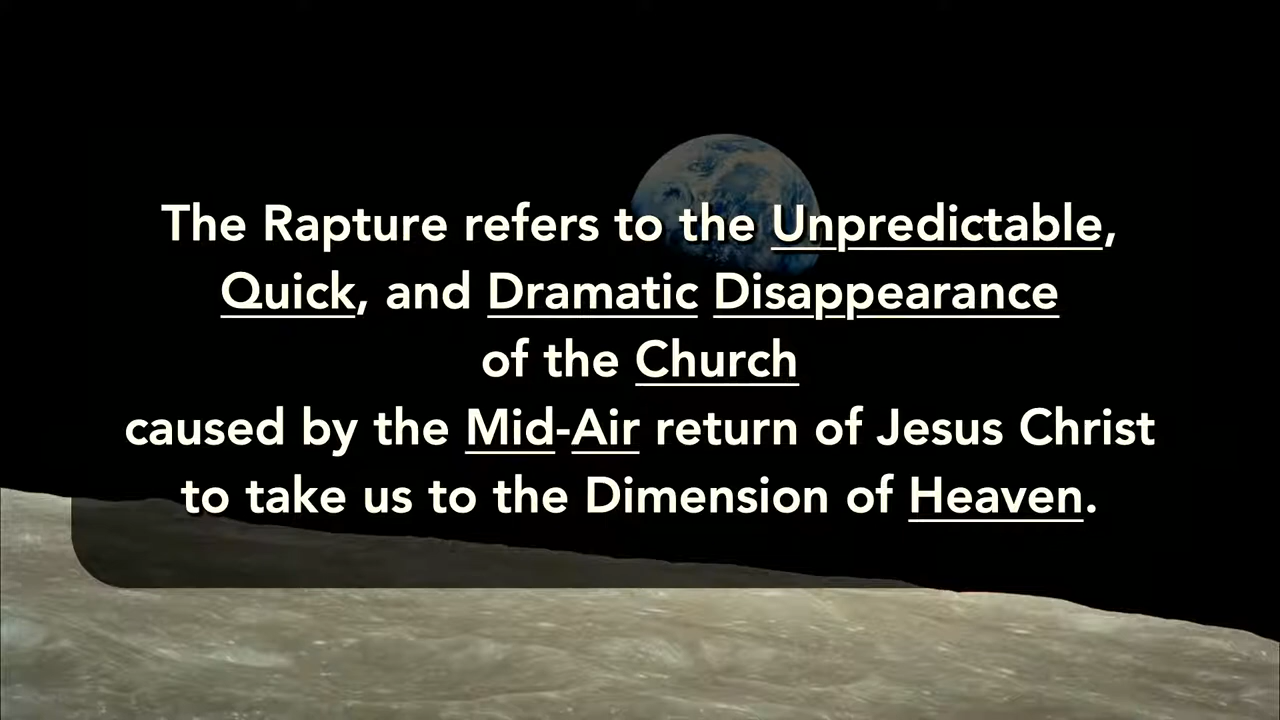 The Rapture refers to the Unpredictable,
Quick, and Dramatic Disappearance
of the Church
caused by the Mid-Air return of Jesus Christ
to take us to the Dimension of Heaven.